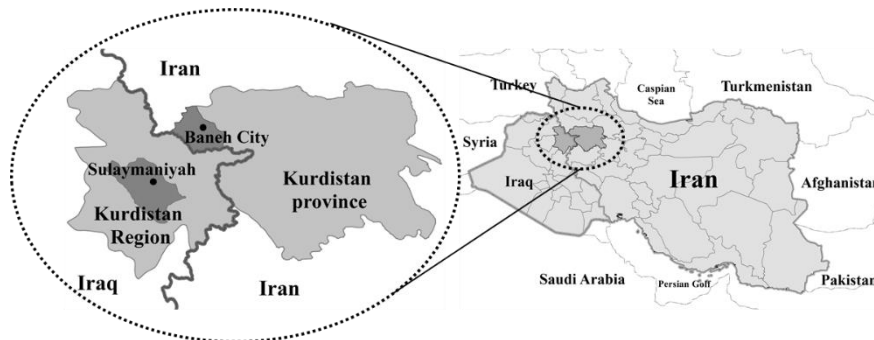 Iran
Baneh City
Sulaymaniyah
Kurdistan
province
Kurdistan
Region
Iraq
Iran
Turkey
Caspian
Sea
Turkmenistan
Syria
Iraq
Iran
Afghanistan
Saudi Arabia
Persian Golf
Pakistan